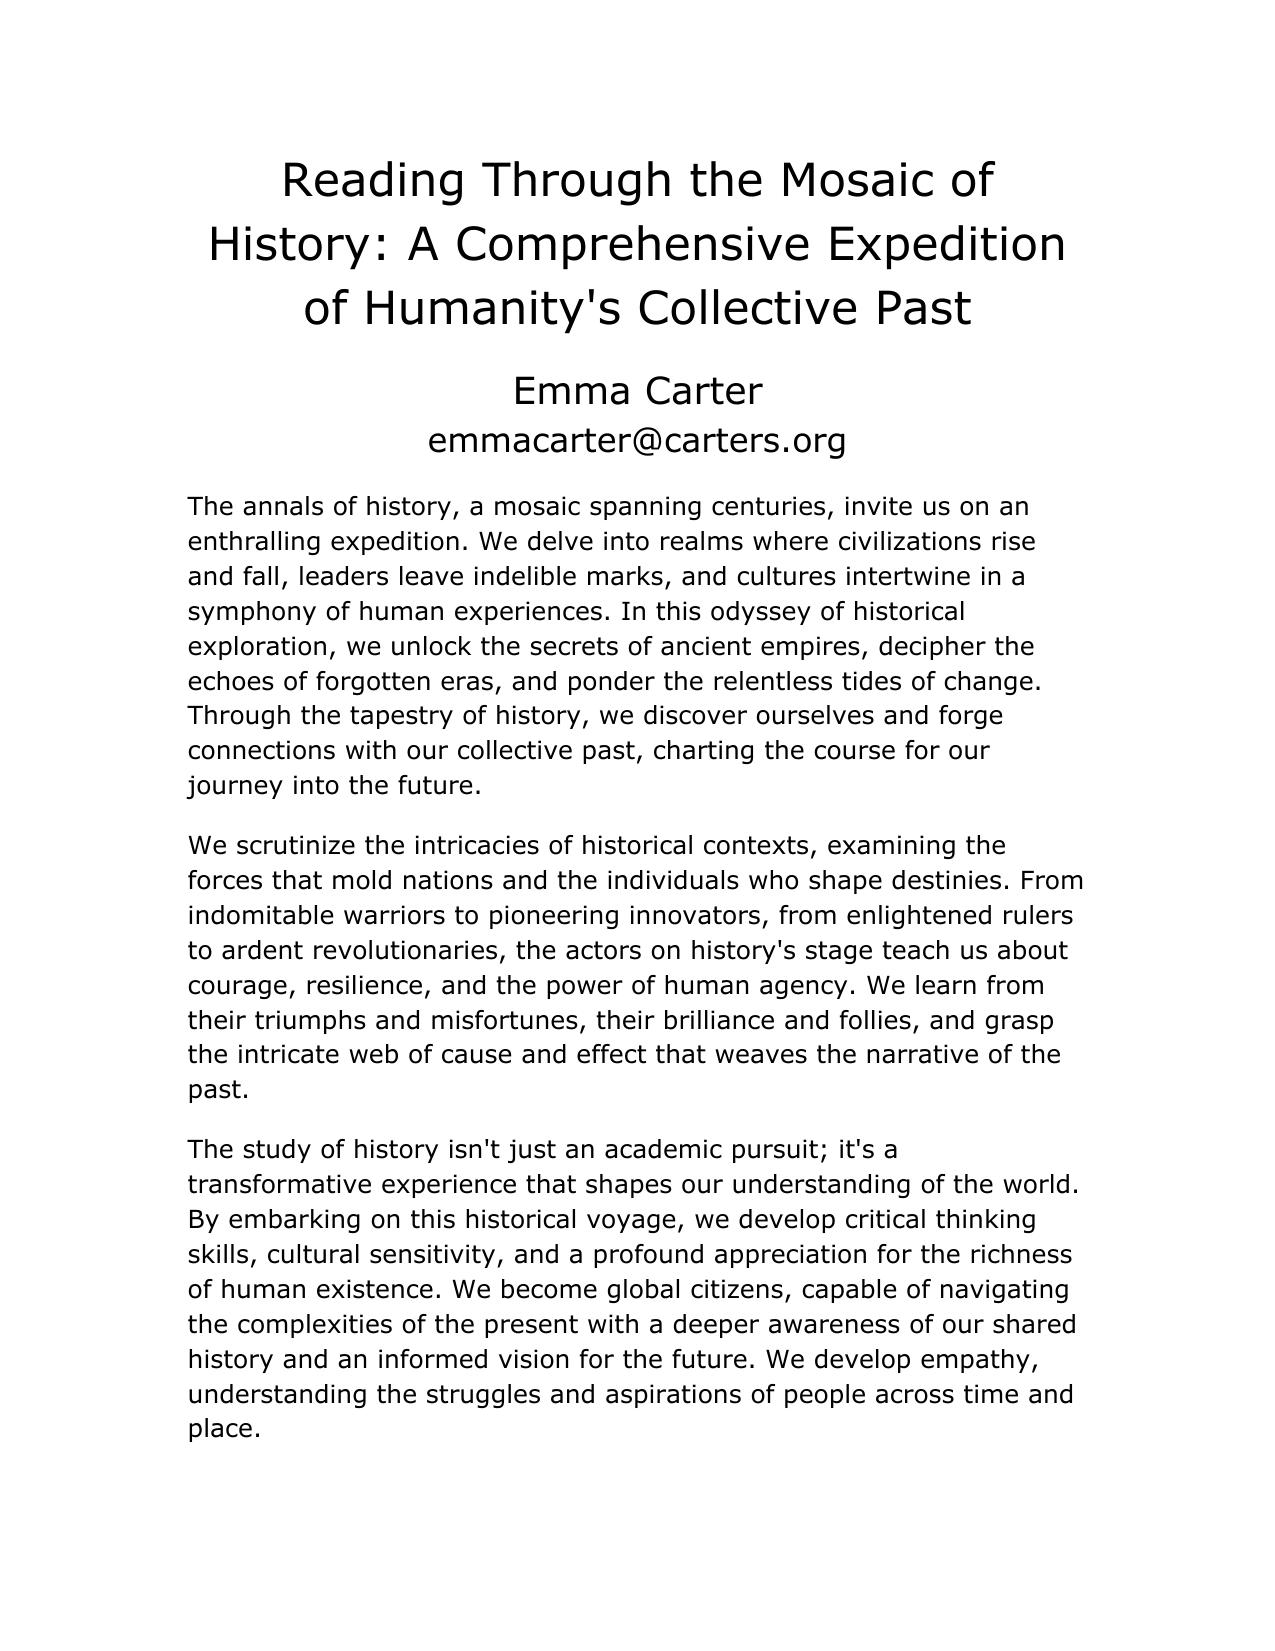 Reading Through the Mosaic of
History: A Comprehensive Expedition
of Humanity's Collective Past
Emma Carter
emmacarter@carters.org
The annals of history, a mosaic spanning centuries, invite us on an
enthralling expedition. We delve into realms where civilizations rise
and fall, leaders leave indelible marks, and cultures intertwine in a
symphony of human experiences. In this odyssey of historical
exploration, we unlock the secrets of ancient empires, decipher the
echoes of forgotten eras, and ponder the relentless tides of change.
Through the tapestry of history, we discover ourselves and forge
connections with our collective past, charting the course for our
journey into the future.
We scrutinize the intricacies of historical contexts, examining the
forces that mold nations and the individuals who shape destinies. From
indomitable warriors to pioneering innovators, from enlightened rulers
to ardent revolutionaries, the actors on history's stage teach us about
courage, resilience, and the power of human agency. We learn from
their triumphs and misfortunes, their brilliance and follies, and grasp
the intricate web of cause and effect that weaves the narrative of the
past.
The study of history isn't just an academic pursuit; it's a
transformative experience that shapes our understanding of the world.
By embarking on this historical voyage, we develop critical thinking
skills, cultural sensitivity, and a profound appreciation for the richness
of human existence. We become global citizens, capable of navigating
the complexities of the present with a deeper awareness of our shared
history and an informed vision for the future. We develop empathy,
understanding the struggles and aspirations of people across time and
place.